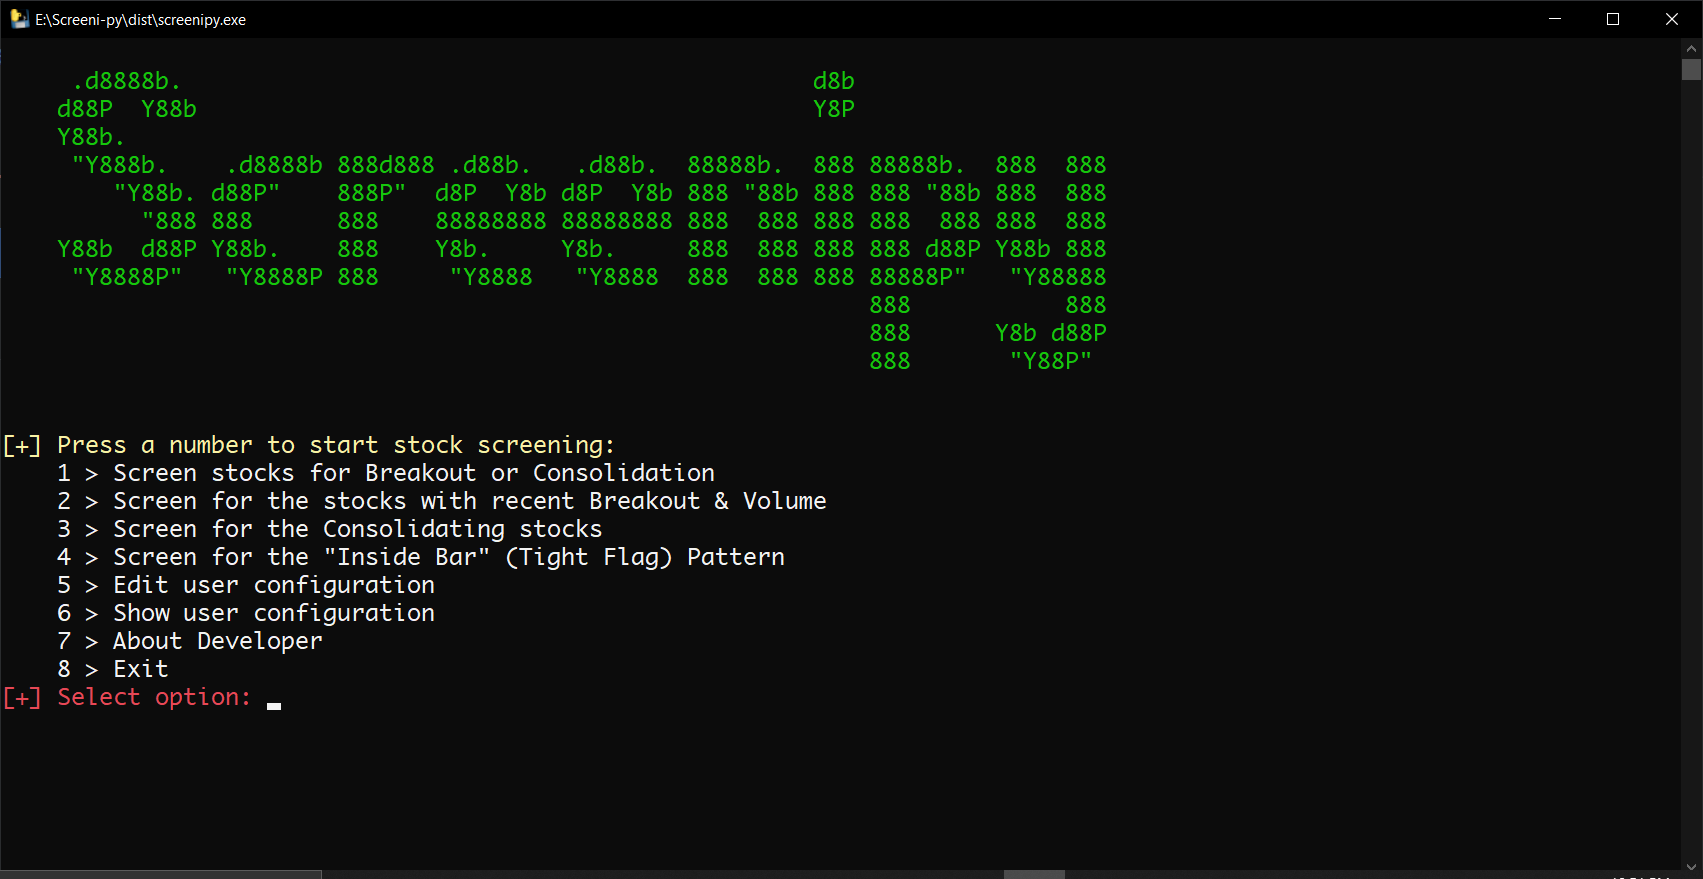 E:\Screeni-py\dist\screenipy.exe
 .d8888b.                                             d8b
d88P  Y88b                                            Y8P
Y88b.
 "Y888b.    .d8888b 888d888 .d88b.   .d88b.  88888b.  888 88888b.  888  888
    "Y88b. d88P"    888P"  d8P  Y8b d8P  Y8b 888 "88b 888 888 "88b 888  888
      "888 888      888    88888888 88888888 888  888 888 888  888 888  888
Y88b  d88P Y88b.    888    Y8b.     Y8b.     888  888 888 888 d88P Y88b 888
 "Y8888P"   "Y8888P 888     "Y8888   "Y8888  888  888 888 88888P"   "Y88888
                                                          888           888
                                                          888      Y8b d88P
                                                          888       "Y88P"
[+] Press a number to start stock screening:
1 > Screen stocks for Breakout or Consolidation
2 > Screen for the stocks with recent Breakout & Volume
3 > Screen for the Consolidating stocks
4 > Screen for the "Inside Bar" (Tight Flag) Pattern
5 > Edit user configuration
6 > Show user configuration
7 > About Developer
8 > Exit
[+] Select option: